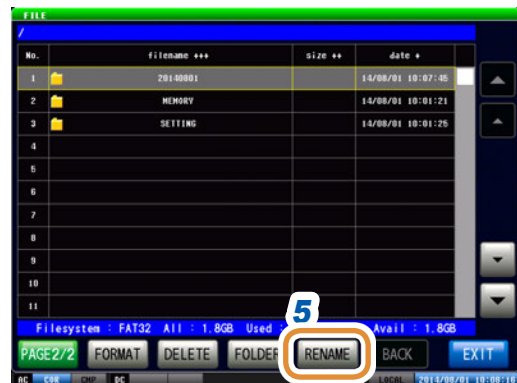 FILE
/
No. filename +++ size ++ date +
1 20140801 14/08/01 10:07:46
2 MEMORY 14/08/01 10:01:21
3 SETTING 14/08/01 10:01:26
4
5
6
7
8
9
10
11
5
Filesystem : FAT32 All : 1.8GB Used : Avail : 1.8GB
PAGE2/2 FORMAT DELETE FOLDER RENAME BACK EXIT
AC COR CMP DC LOCAL 2014/08/01 10:08:16